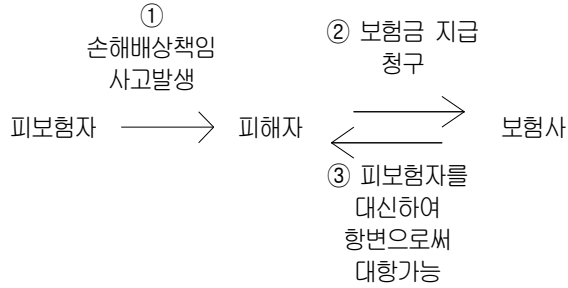 ①
손해배상책임
사고발생
② 보험금 지급
청구
피보험자
피해자
보험사
③ 피보험자를
대신하여
항변으로써
대항가능